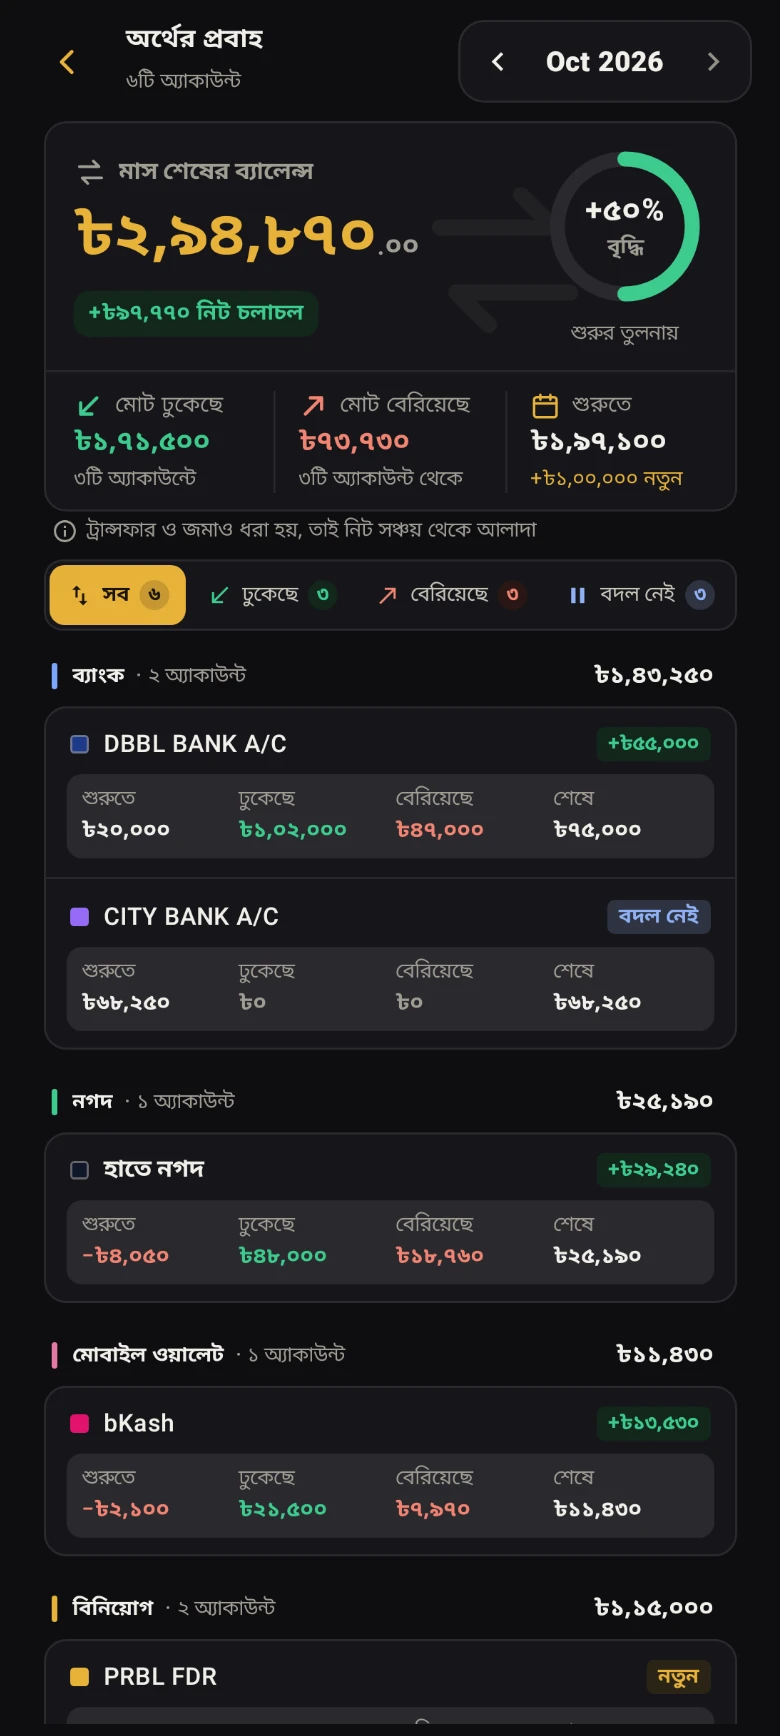 অর্থের প্রবাহ
৬টি অ্যাকাউন্ট
Oct 2026
মাস শেষের ব্যালেন্স
৳২,৯৪,৮৭০.০০
+৳৯৭,৭৭০ নিট চলাচল
+৫০%
বৃদ্ধি
শুরুর তুলনায়
মোট ঢুকেছে
৳১,৭১,৫০০
৩টি অ্যাকাউন্টে
মোট বেরিয়েছে
৳৭৩,৭৩০
৩টি অ্যাকাউন্ট থেকে
শুরুতে
৳১,৯৭,১০০
+৳১,০০,০০০ নতুন
ট্রান্সফার ও জমাও ধরা হয়, তাই নিট সঞ্চয় থেকে আলাদা
সব ৬ ঢুকেছে ৩ বেরিয়েছে ৩ বদল নেই ৩
ব্যাংক · ২ অ্যাকাউন্ট ৳১,৪৩,২৫০
DBBL BANK A/C +৳৫৫,০০০
শুরুতে ঢুকেছে বেরিয়েছে শেষে
৳২০,০০০ ৳১,০২,০০০ ৳৪৭,০০০ ৳৭৫,০০০
CITY BANK A/C বদল নেই
শুরুতে ঢুকেছে বেরিয়েছে শেষে
৳৬৮,২৫০ ৳০ ৳০ ৳৬৮,২৫০
নগদ · ১ অ্যাকাউন্ট ৳২৫,১৯০
হাতে নগদ +৳২৯,২৪০
শুরুতে ঢুকেছে বেরিয়েছে শেষে
−৳৪,০৫০ ৳৪৮,০০০ ৳১৮,৭৬০ ৳২৫,১৯০
মোবাইল ওয়ালেট · ১ অ্যাকাউন্ট ৳১১,৪৩০
bKash +৳১৩,৫৩০
শুরুতে ঢুকেছে বেরিয়েছে শেষে
−৳২,১০০ ৳২১,৫০০ ৳৭,৯৭০ ৳১১,৪৩০
বিনিয়োগ · ২ অ্যাকাউন্ট ৳১,১৫,০০০
PRBL FDR নতুন